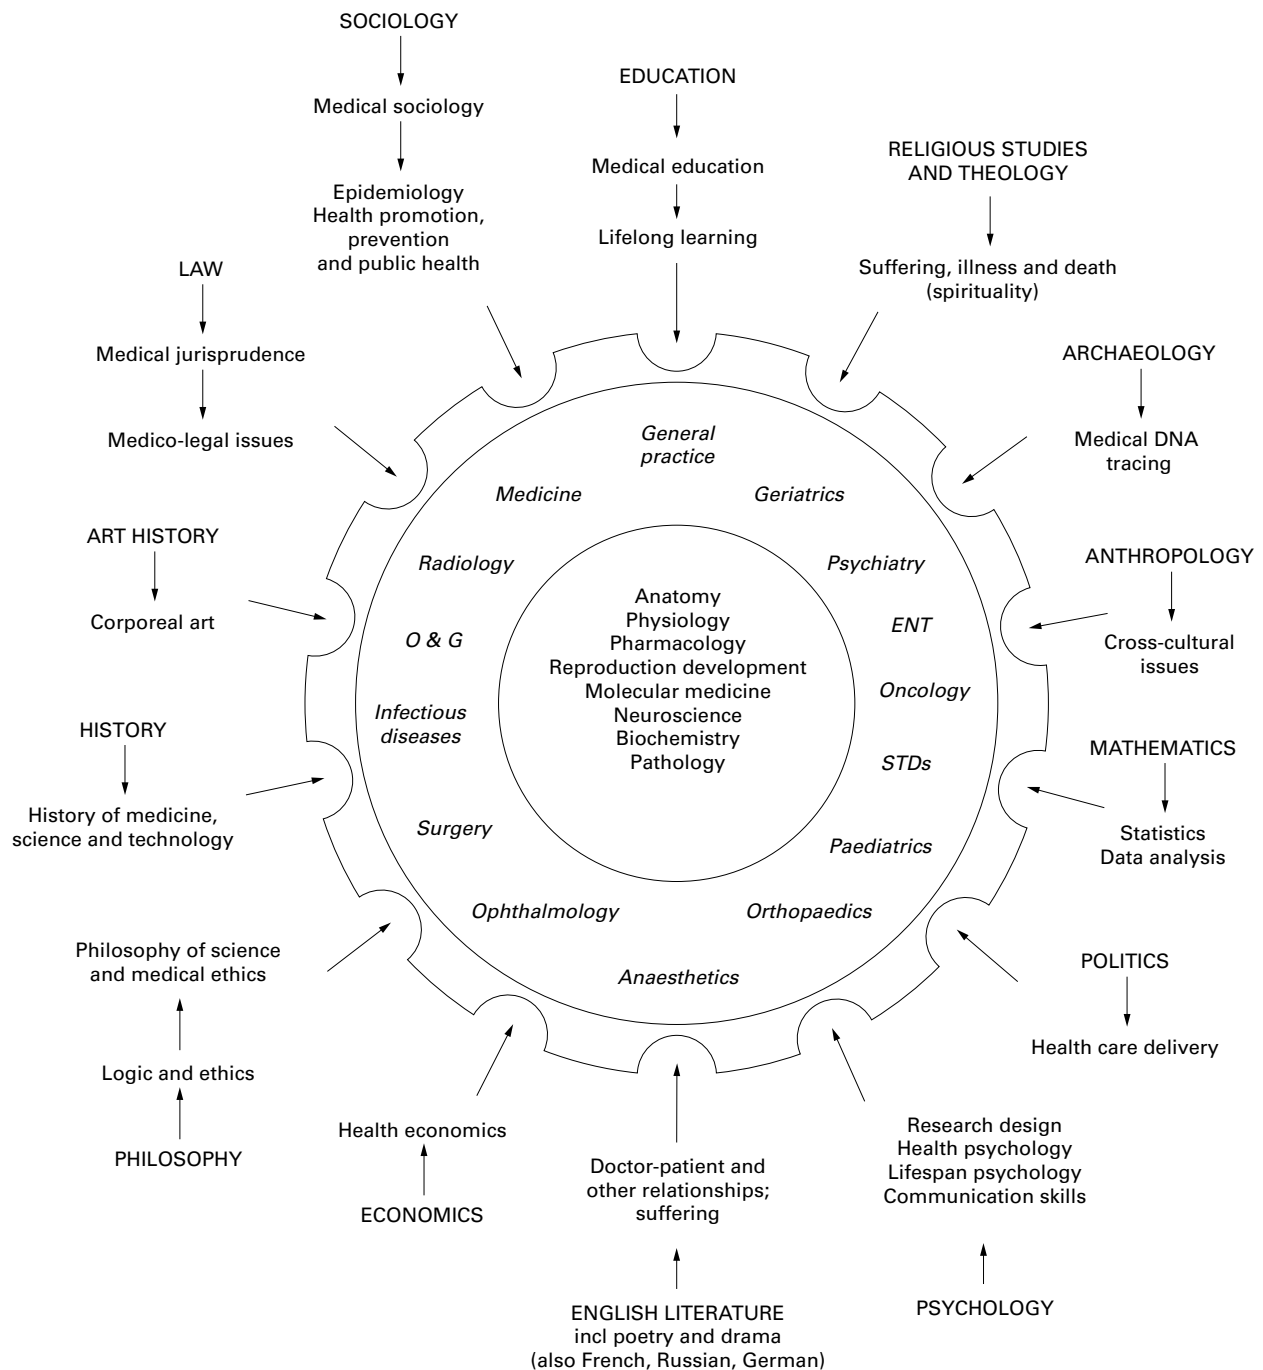 SOCIOLOGY
Medical sociology
Epidemiology
Health promotion,
prevention
and public health
EDUCATION
Medical education
Lifelong learning
RELIGIOUS STUDIES
AND THEOLOGY
Suffering, illness and death
(spirituality)
LAW
Medical jurisprudence
Medico-legal issues
ARCHAEOLOGY
Medical DNA
tracing
ART HISTORY
Corporeal art
ANTHROPOLOGY
Cross-cultural
issues
HISTORY
History of medicine,
science and technology
MATHEMATICS
Statistics
Data analysis
General
practice
Medicine
Geriatrics
Radiology
Psychiatry
O & G
ENT
Infectious
diseases
Oncology
STDs
Surgery
Paediatrics
Ophthalmology
Orthopaedics
Anaesthetics
Anatomy
Physiology
Pharmacology
Reproduction development
Molecular medicine
Neuroscience
Biochemistry
Pathology
Philosophy of science
and medical ethics
Logic and ethics
PHILOSOPHY
POLITICS
Health care delivery
Health economics
ECONOMICS
Doctor-patient and
other relationships;
suffering
ENGLISH LITERATURE
incl poetry and drama
(also French, Russian, German)
Research design
Health psychology
Lifespan psychology
Communication skills
PSYCHOLOGY